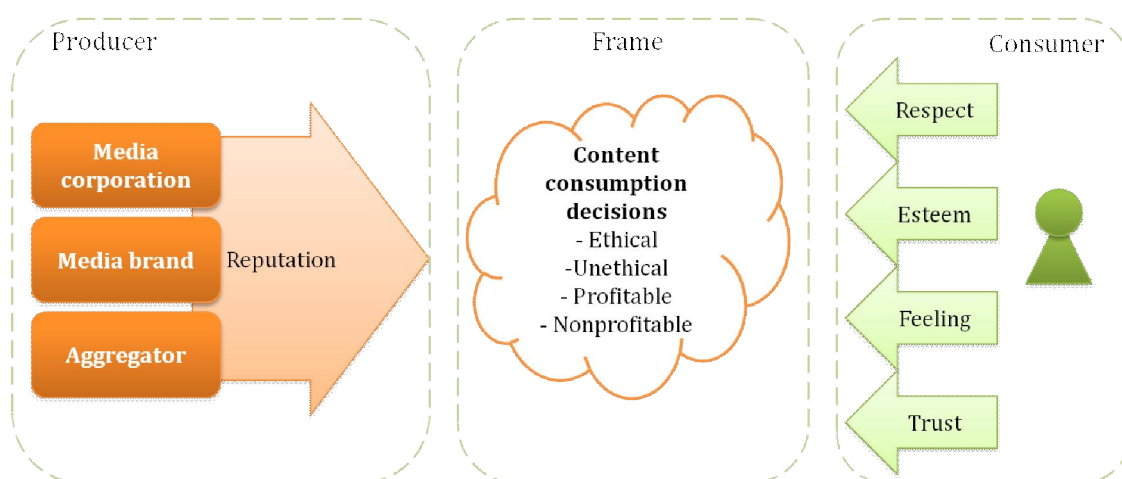 Producer
Media
corporation
Media brand
Aggregator
Reputation
Frame
Content
consumption
decisions
- Ethical
-Unethical
- Profitable
- Nonprofitable
Consumer
Respect
Esteem
Feeling
Trust